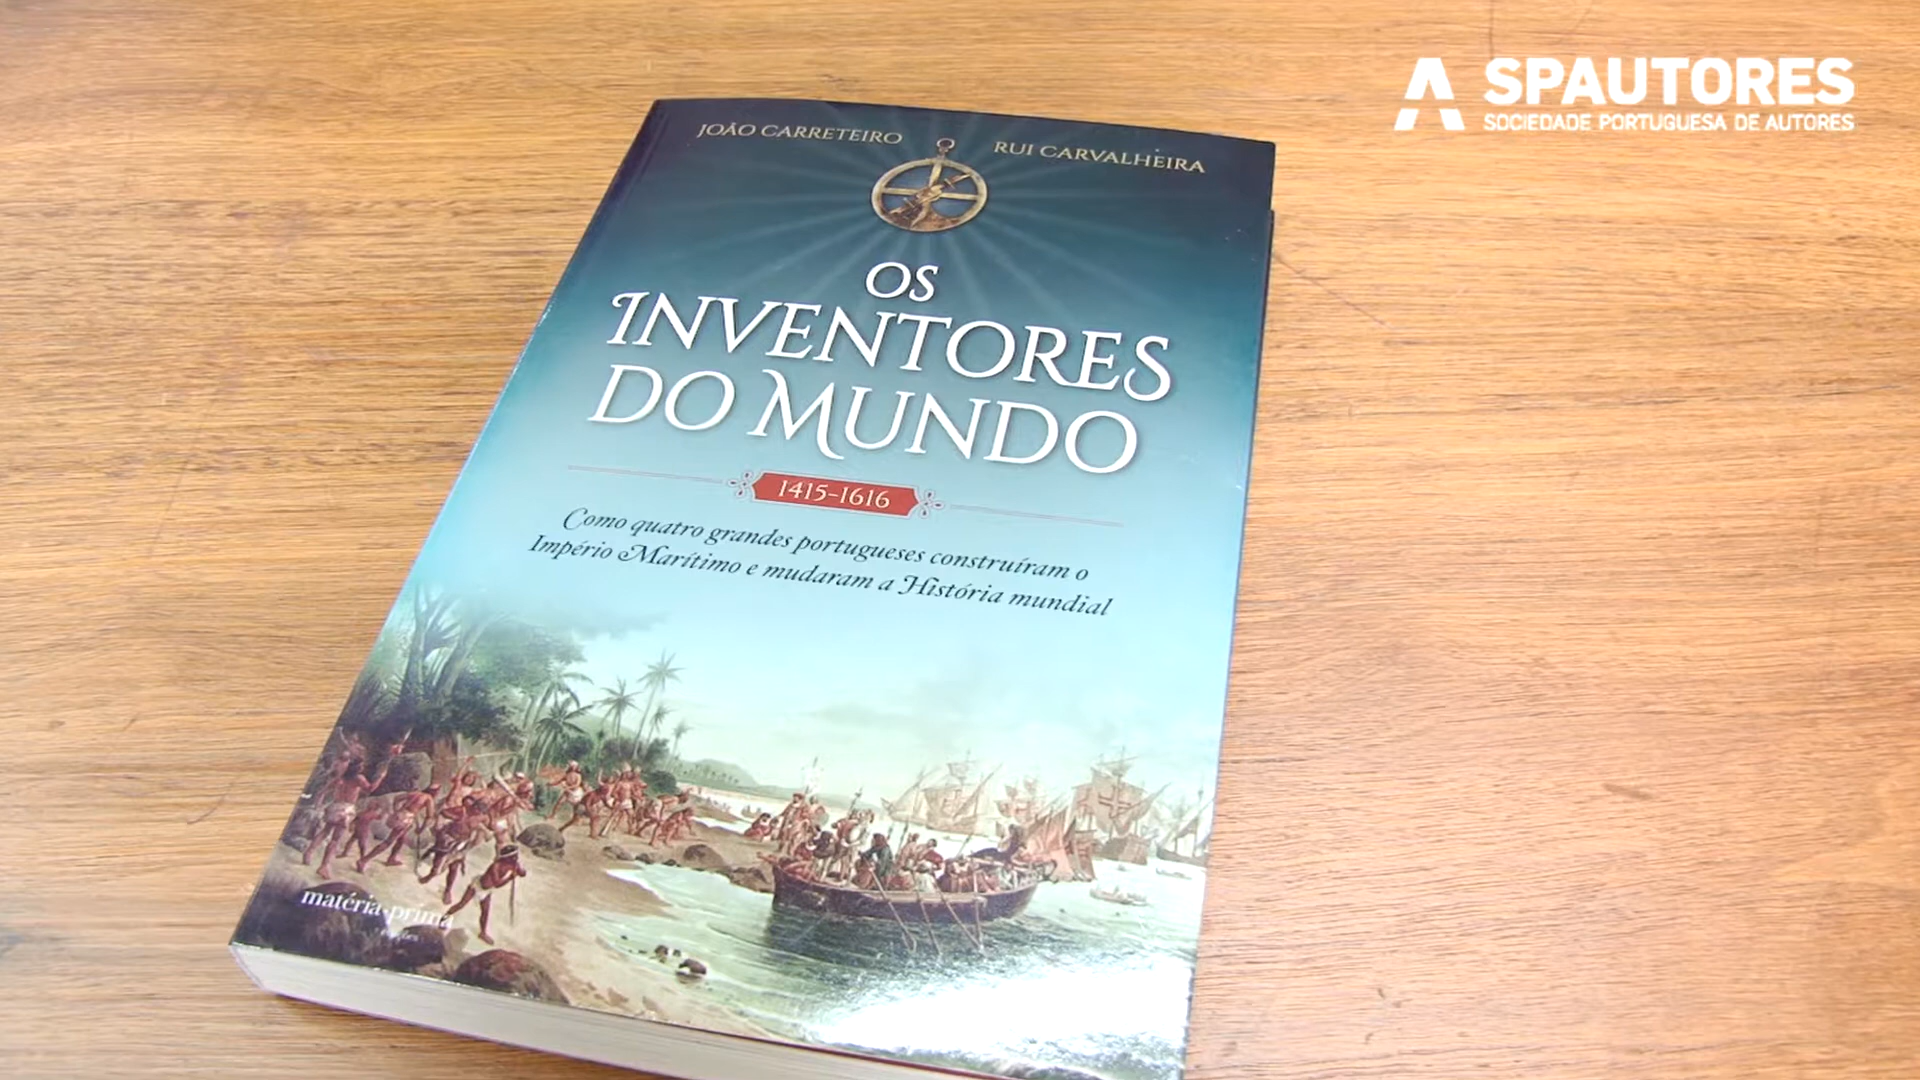 SPAUTORES
SOCIEDADE PORTUGUESA DE AUTORES
JOÃO CARRETEIRO
RUI CARVALHEIRA
OS
INVENTORES
DO MUNDO
1415-1616
Como quatro grandes portugueses construíram o
Império Marítimo e mudaram a História mundial
matéria-prima